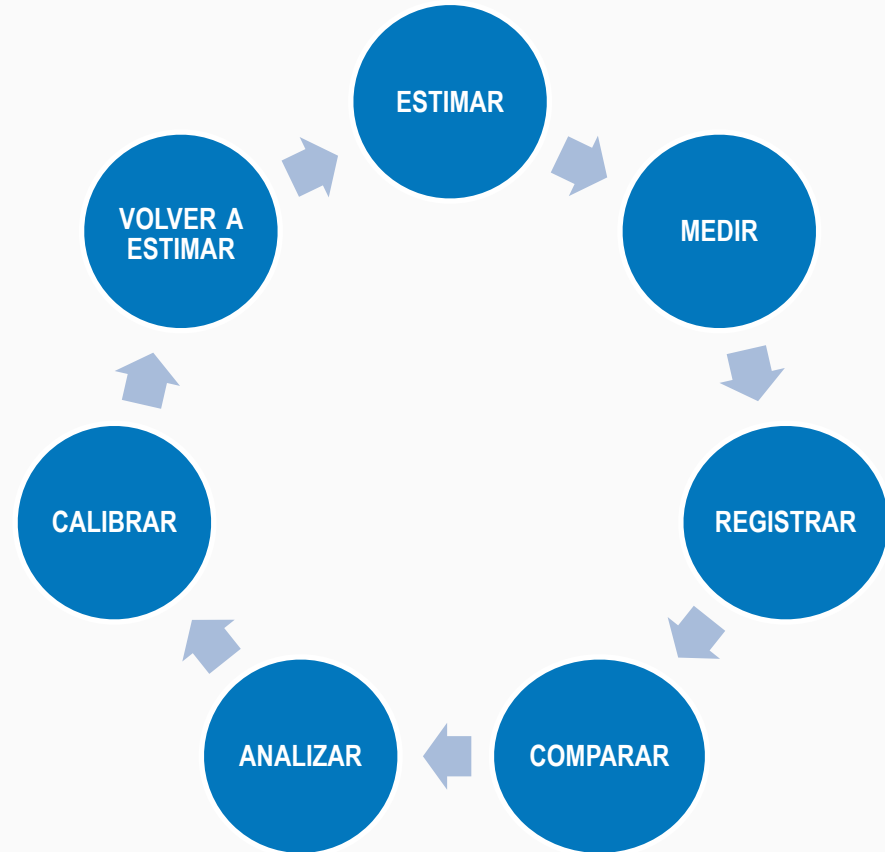 ESTIMAR
MEDIR
REGISTRAR
COMPARAR
ANALIZAR
CALIBRAR
VOLVER A
ESTIMAR